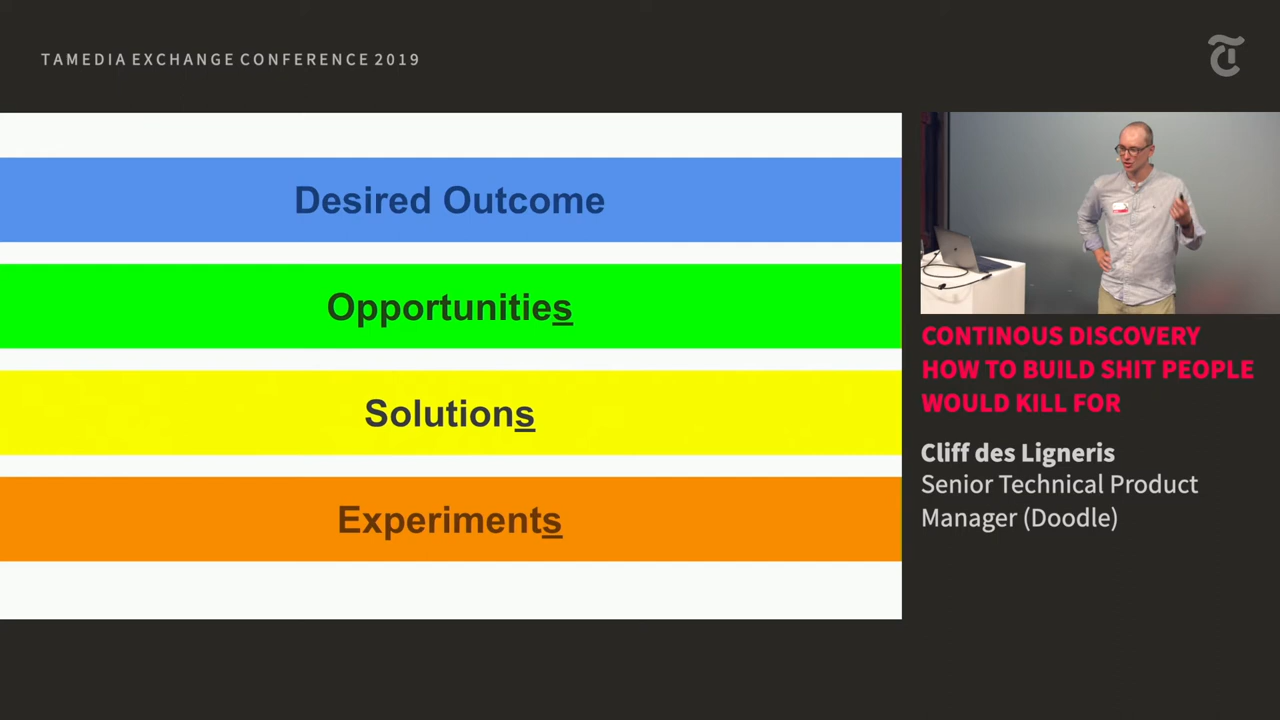 TAMEDIA EXCHANGE CONFERENCE 2019
Desired Outcome
Opportunities
Solutions
Experiments
CONTINOUS DISCOVERY
HOW TO BUILD SHIT PEOPLE
WOULD KILL FOR
Cliff des Ligneris
Senior Technical Product
Manager (Doodle)